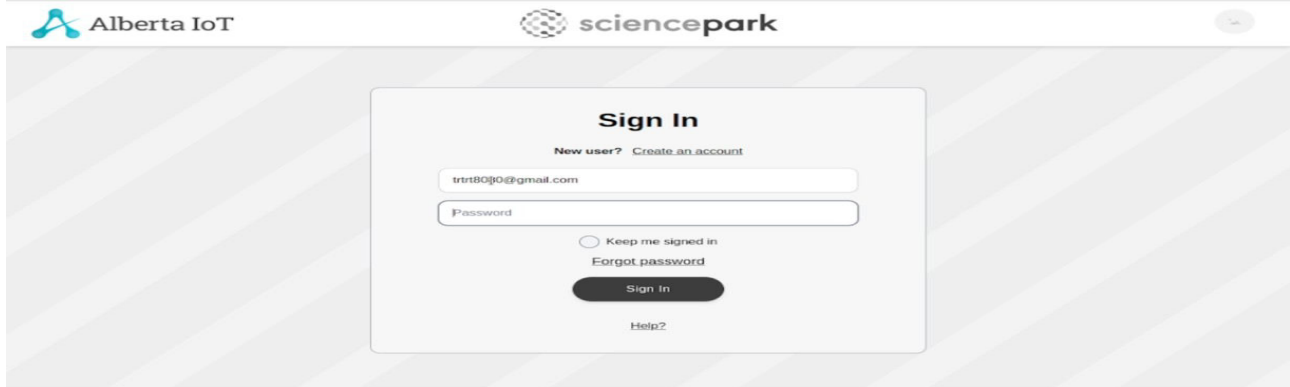 Alberta IoT
sciencepark
Sign In
New user? Create an account
Password
Keep me signed in
Forgot password
Sign In
Help?